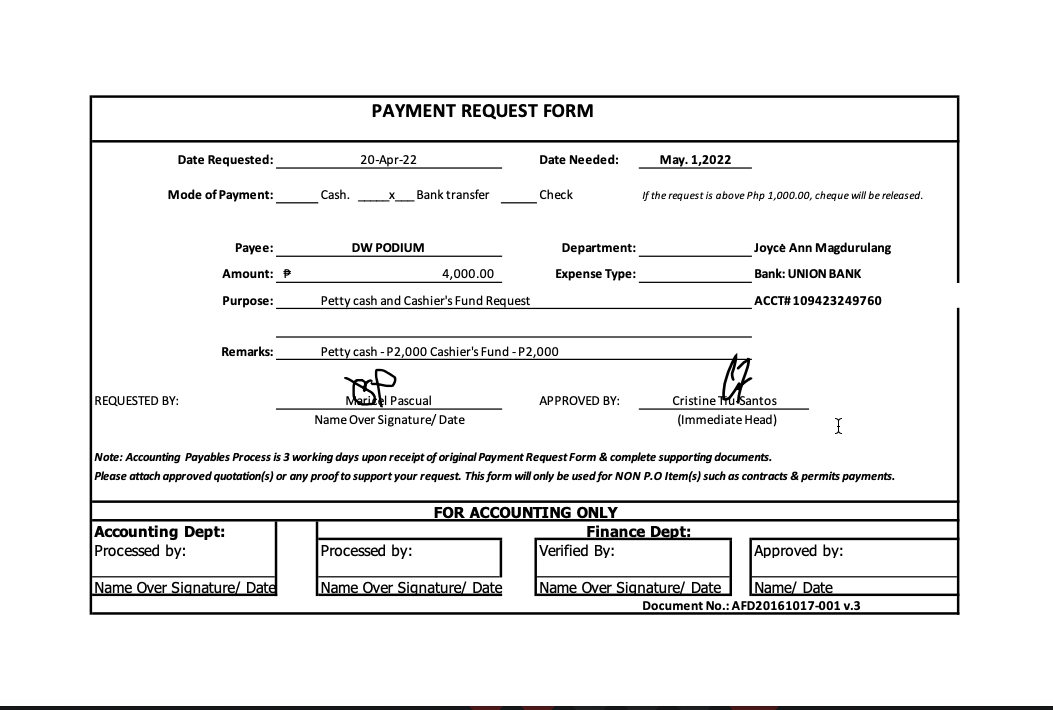 PAYMENT REQUEST FORM
Date Requested: 20-Apr-22 Date Needed: May. 1,2022
Mode of Payment: ______ Cash. _____x___ Bank transfer _____ Check If the request is above Php 1,000.00, cheque will be released.
Payee: DW PODIUM Department: Joyce Ann Magdurulang
Amount: ₱ 4,000.00 Expense Type: Bank: UNION BANK
Purpose: Petty cash and Cashier's Fund Request ACCT# 109423249760
Remarks: Petty cash - P2,000 Cashier's Fund - P2,000
REQUESTED BY: Maricel Pascual APPROVED BY: Cristine Tiu-Santos
Name Over Signature/ Date (Immediate Head)
Note: Accounting Payables Process is 3 working days upon receipt of original Payment Request Form & complete supporting documents.
Please attach approved quotation(s) or any proof to support your request. This form will only be used for NON P.O Item(s) such as contracts & permits payments.
FOR ACCOUNTING ONLY
Accounting Dept: Finance Dept:
Processed by: Processed by: Verified By: Approved by:
Name Over Signature/ Date Name Over Signature/ Date Name Over Signature/ Date Name/ Date
Document No.: AFD20161017-001 v.3